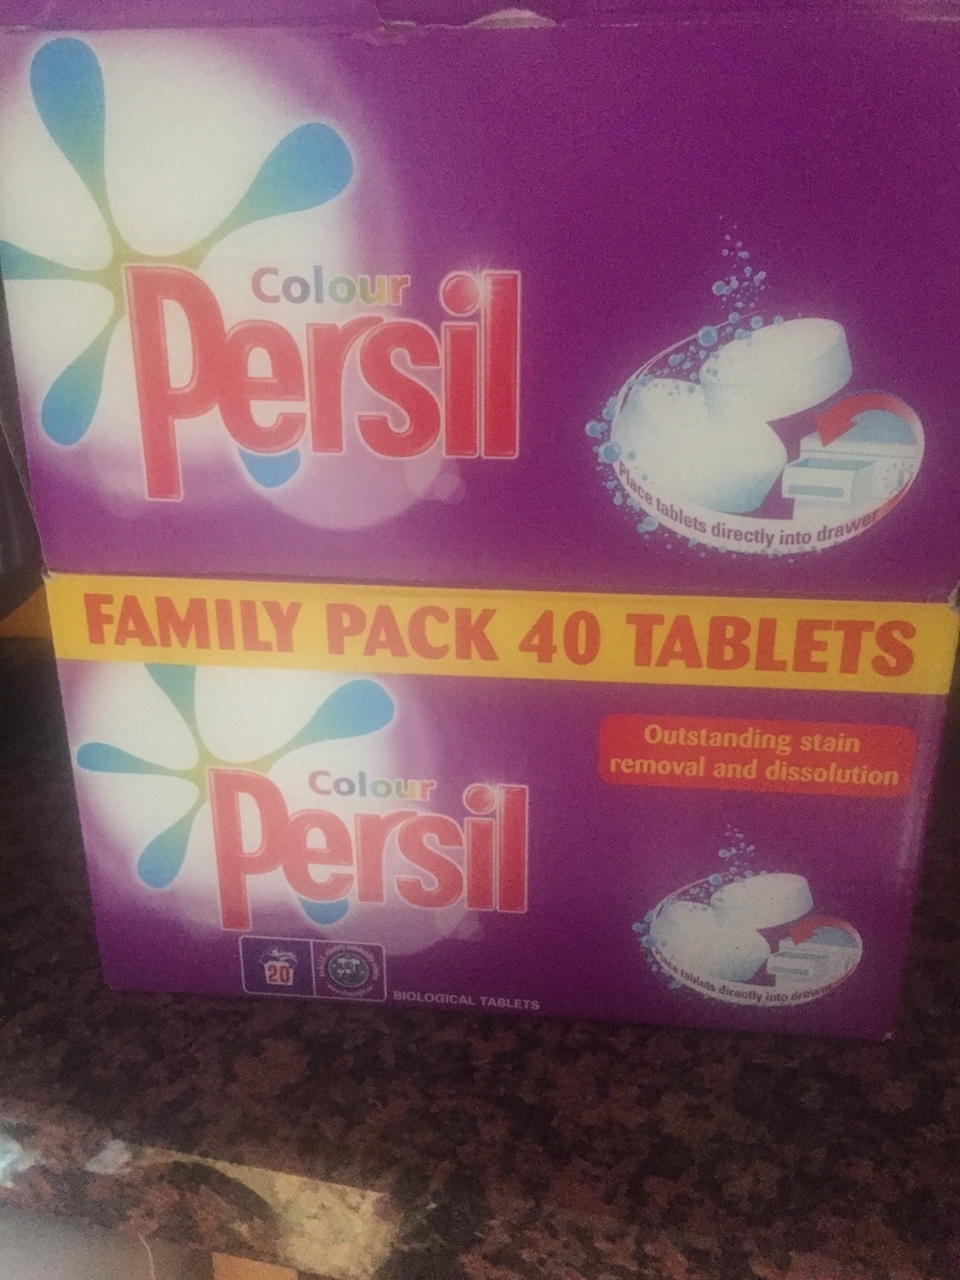 Colour
Persil
Place tablets directly into drawer
FAMILY PACK 40 TABLETS
Outstanding stain
removal and dissolution
Colour
Persil
Place tablets directly into drawer
20
BIOLOGICAL TABLETS